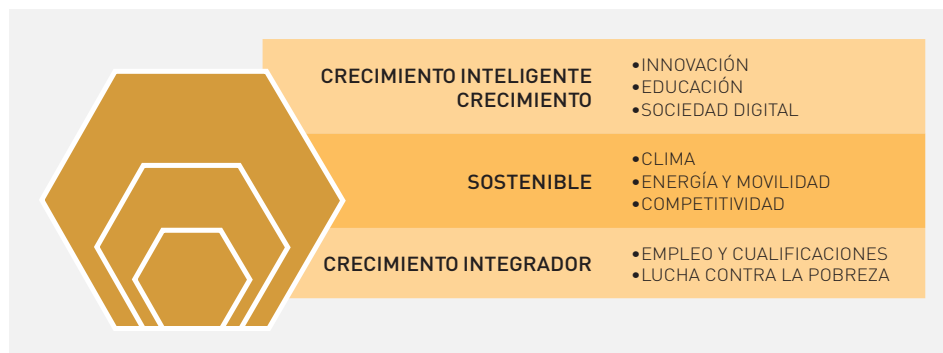 CRECIMIENTO INTELIGENTE
CRECIMIENTO
•INNOVACIÓN
•EDUCACIÓN
•SOCIEDAD DIGITAL
SOSTENIBLE
•CLIMA
•ENERGÍA Y MOVILIDAD
•COMPETITIVIDAD
CRECIMIENTO INTEGRADOR
•EMPLEO Y CUALIFICACIONES
•LUCHA CONTRA LA POBREZA